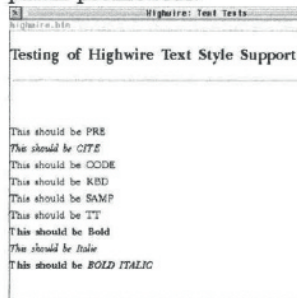 Highwire: Text Tests
highwire.htm
Testing of Highwire Text Style Support
This should be PRE
This should be CITE
This should be CODE
This should be KBD
This should be SAMP
This should be TT
This should be Bold
This should be Italic
This should be BOLD ITALIC